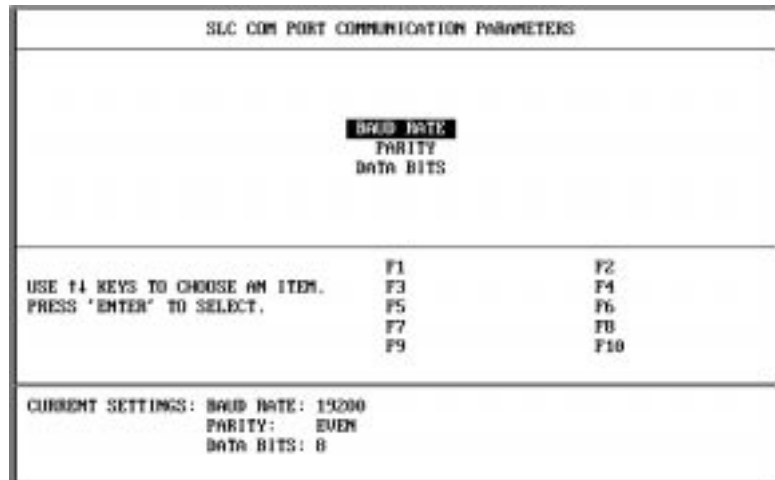 SLC COM PORT COMMUNICATION PARAMETERS
BAUD RATE
PARITY
DATA BITS
F1 F2
USE ↑↓ KEYS TO CHOOSE AN ITEM. F3 F4
PRESS 'ENTER' TO SELECT. F5 F6
F7 F8
F9 F10
CURRENT SETTINGS: BAUD RATE: 19200
PARITY: EVEN
DATA BITS: 8